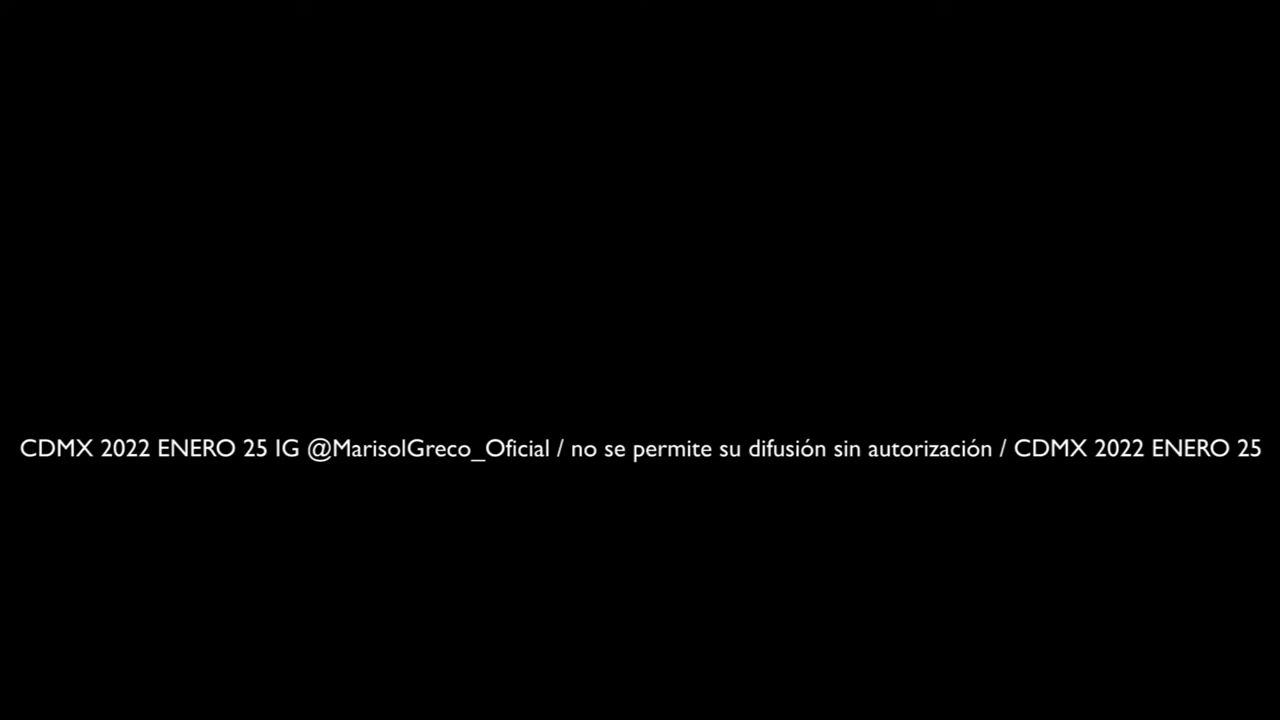 CDMX 2022 ENERO 25 IG @MarisolGreco_Oficial / no se permite su difusión sin autorización / CDMX 2022 ENERO 25